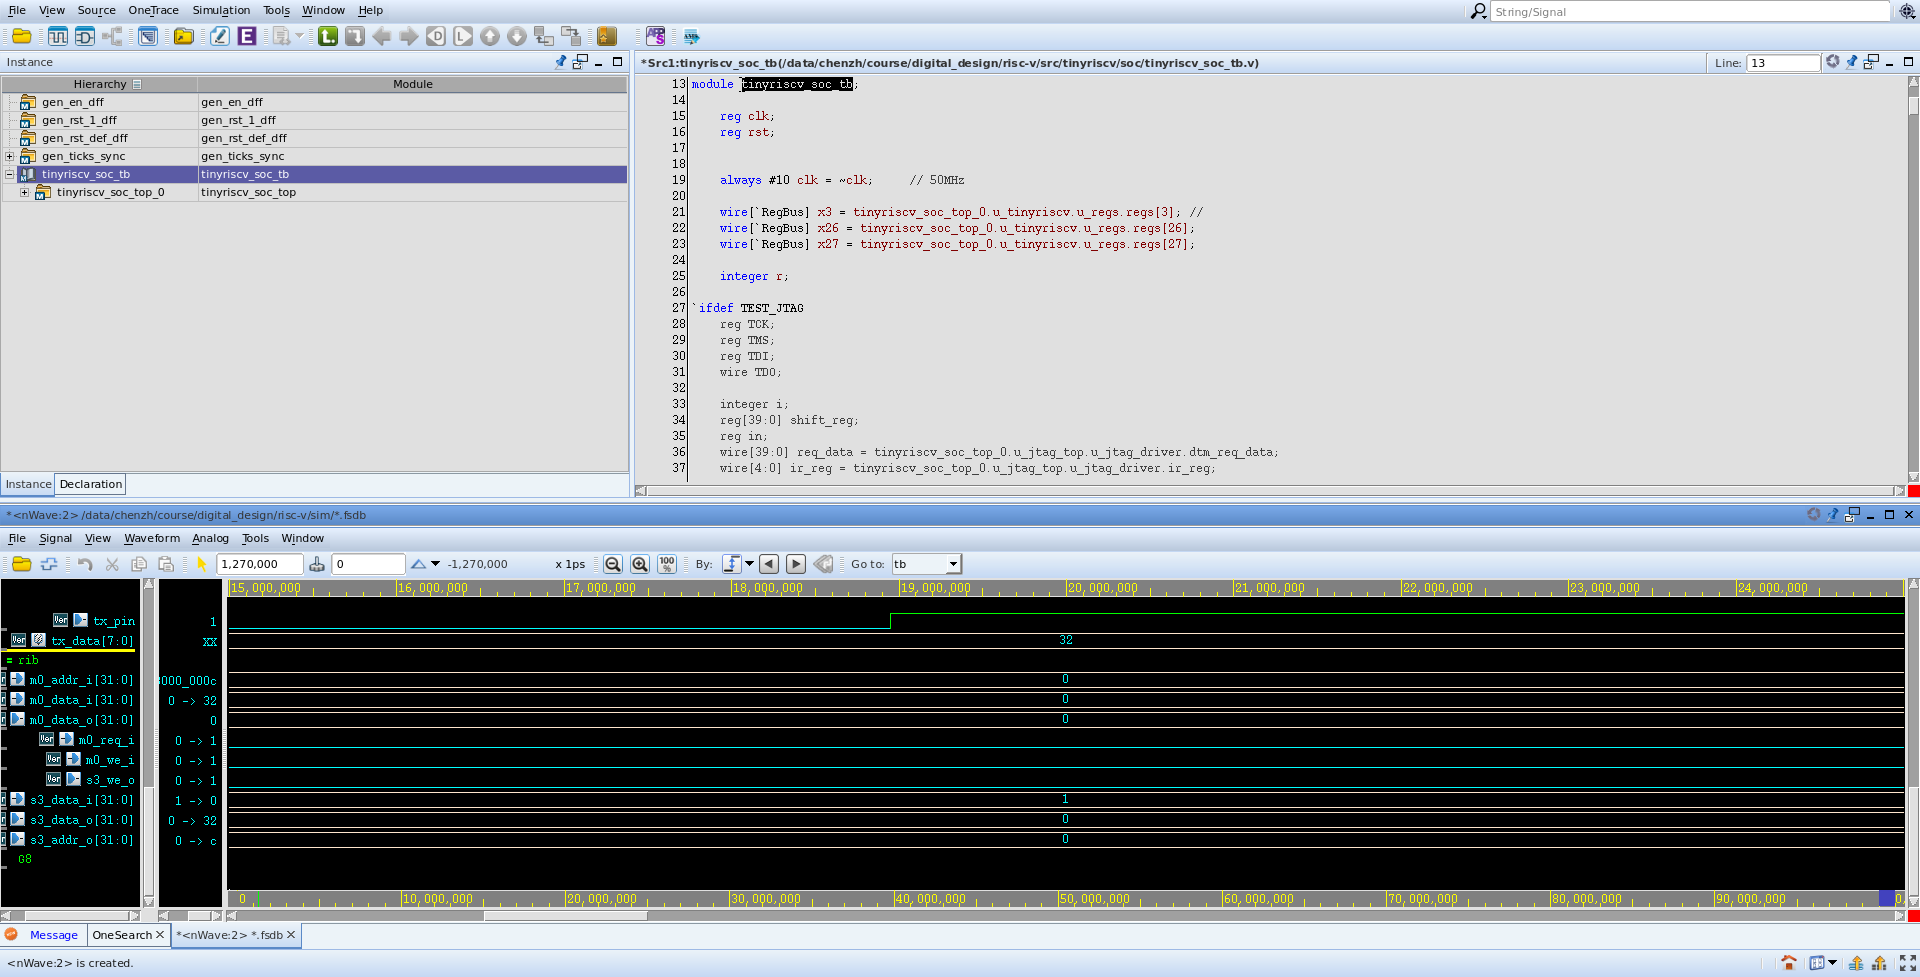 File View Source OneTrace Simulation Tools Window Help String/Signal
Instance
Hierarchy Module
gen_en_dff gen_en_dff
gen_rst_1_dff gen_rst_1_dff
gen_rst_def_dff gen_rst_def_dff
gen_ticks_sync gen_ticks_sync
tinyriscv_soc_tb tinyriscv_soc_tb
tinyriscv_soc_top_0 tinyriscv_soc_top
Instance Declaration
*Src1:tinyriscv_soc_tb(/data/chenzh/course/digital_design/risc-v/src/tinyriscv/soc/tinyriscv_soc_tb.v) Line: 13
13 module tinyriscv_soc_tb;
14
15 reg clk;
16 reg rst;
17
18
19 always #10 clk = ~clk; // 50MHz
20
21 wire[`RegBus] x3 = tinyriscv_soc_top_0.u_tinyriscv.u_regs.regs[3]; //
22 wire[`RegBus] x26 = tinyriscv_soc_top_0.u_tinyriscv.u_regs.regs[26];
23 wire[`RegBus] x27 = tinyriscv_soc_top_0.u_tinyriscv.u_regs.regs[27];
24
25 integer r;
26
27 `ifdef TEST_JTAG
28 reg TCK;
29 reg TMS;
30 reg TDI;
31 wire TDO;
32
33 integer i;
34 reg[39:0] shift_reg;
35 reg in;
36 wire[39:0] req_data = tinyriscv_soc_top_0.u_jtag_top.u_jtag_driver.dtm_req_data;
37 wire[4:0] ir_reg = tinyriscv_soc_top_0.u_jtag_top.u_jtag_driver.ir_reg;
*<nWave:2> /data/chenzh/course/digital_design/risc-v/sim/*.fsdb
File Signal View Waveform Analog Tools Window
1,270,000 0 -1,270,000 x 1ps 100% By: Go to: tb
15,000,000 16,000,000 17,000,000 18,000,000 19,000,000 20,000,000 21,000,000 22,000,000 23,000,000 24,000,000
tx_pin 1
tx_data[7:0] XX 32
= rib
m0_addr_i[31:0] 000_000c 0
m0_data_i[31:0] 0 -> 32 0
m0_data_o[31:0] 0 0
m0_req_i 0 -> 1
m0_we_i 0 -> 1
s3_we_o 0 -> 1
s3_data_i[31:0] 1 -> 0 1
s3_data_o[31:0] 0 -> 32 0
s3_addr_o[31:0] 0 -> c 0
G8
0 10,000,000 20,000,000 30,000,000 40,000,000 50,000,000 60,000,000 70,000,000 80,000,000 90,000,000
Message OneSearch *<nWave:2> *.fsdb
<nWave:2> is created.